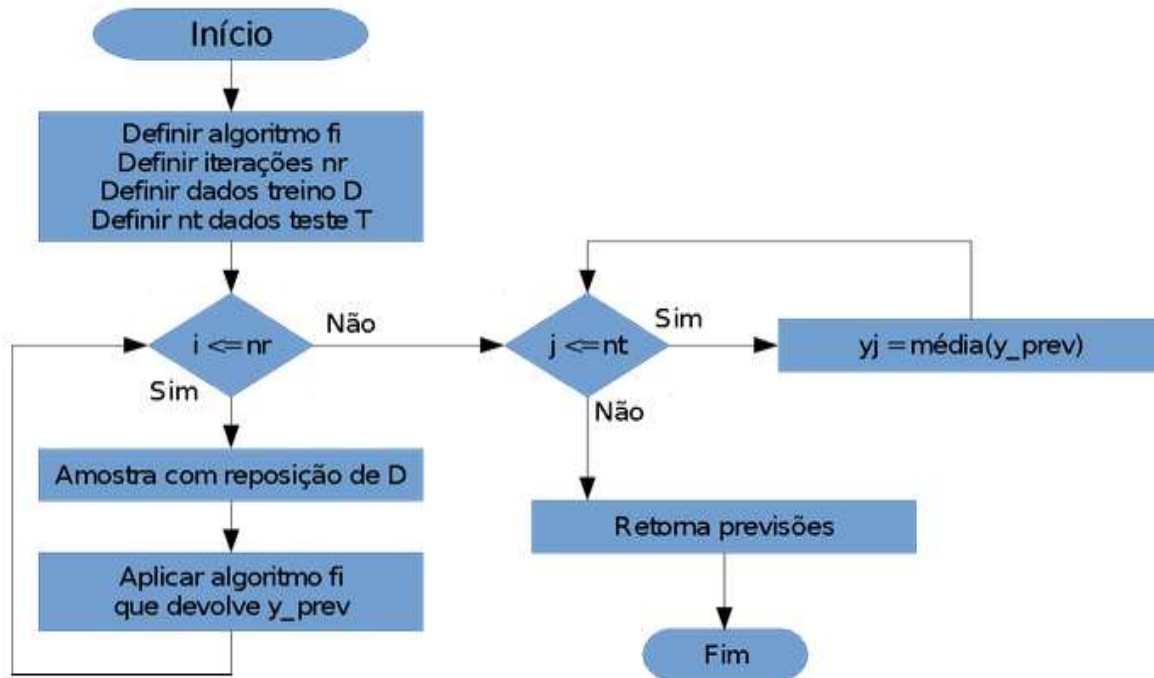 Início
Definir algoritmo fi
Definir iterações nr
Definir dados treino D
Definir nt dados teste T
i <=nr
Não
Sim
Amostra com reposição de D
Aplicar algoritmo fi
que devolve y_prev
j <=nt
Sim
yj = média(y_prev)
Não
Retorna previsões
Fim